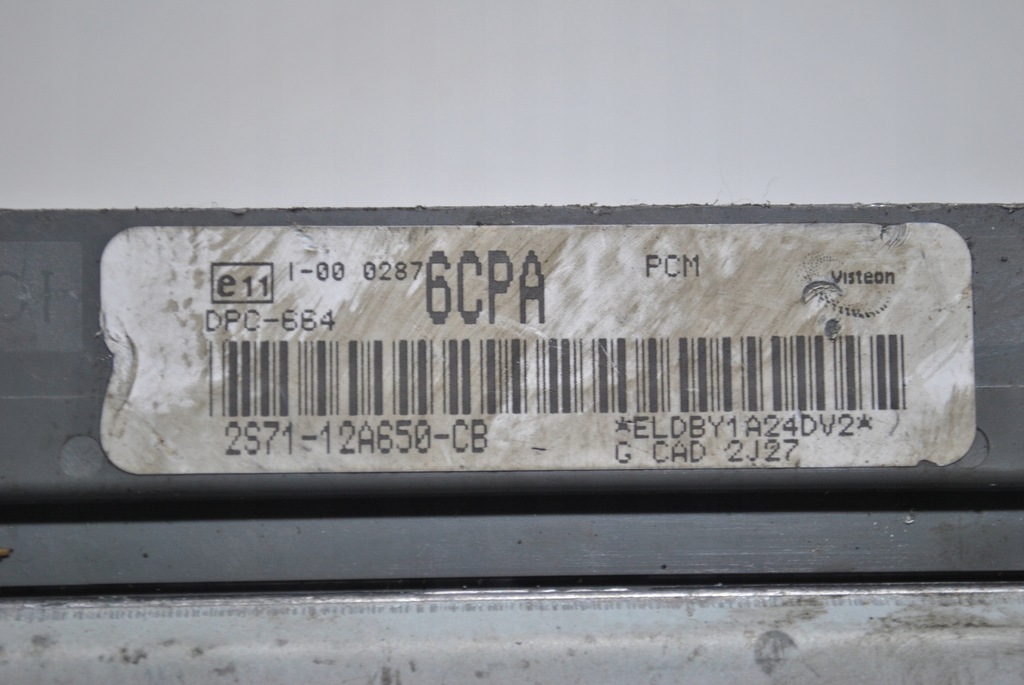 e11 I-00 0287 6CPA PCM Visteon
DPC-664
2S71-12A650-CB *ELDBY1A24DV2*
G CAD 2J27